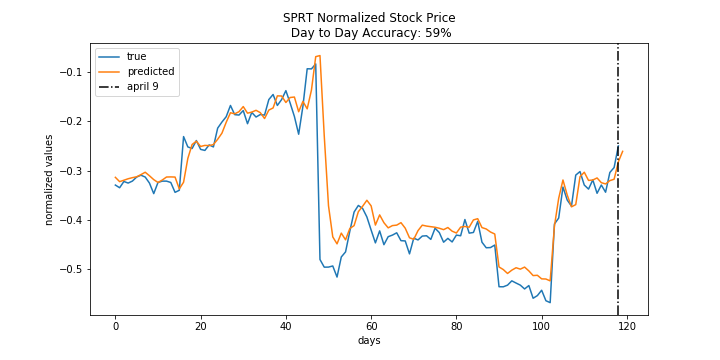 SPRT Normalized Stock Price
Day to Day Accuracy: 59%
true
predicted
april 9
normalized values
−0.1
−0.2
−0.3
−0.4
−0.5
0 20 40 60 80 100 120
days